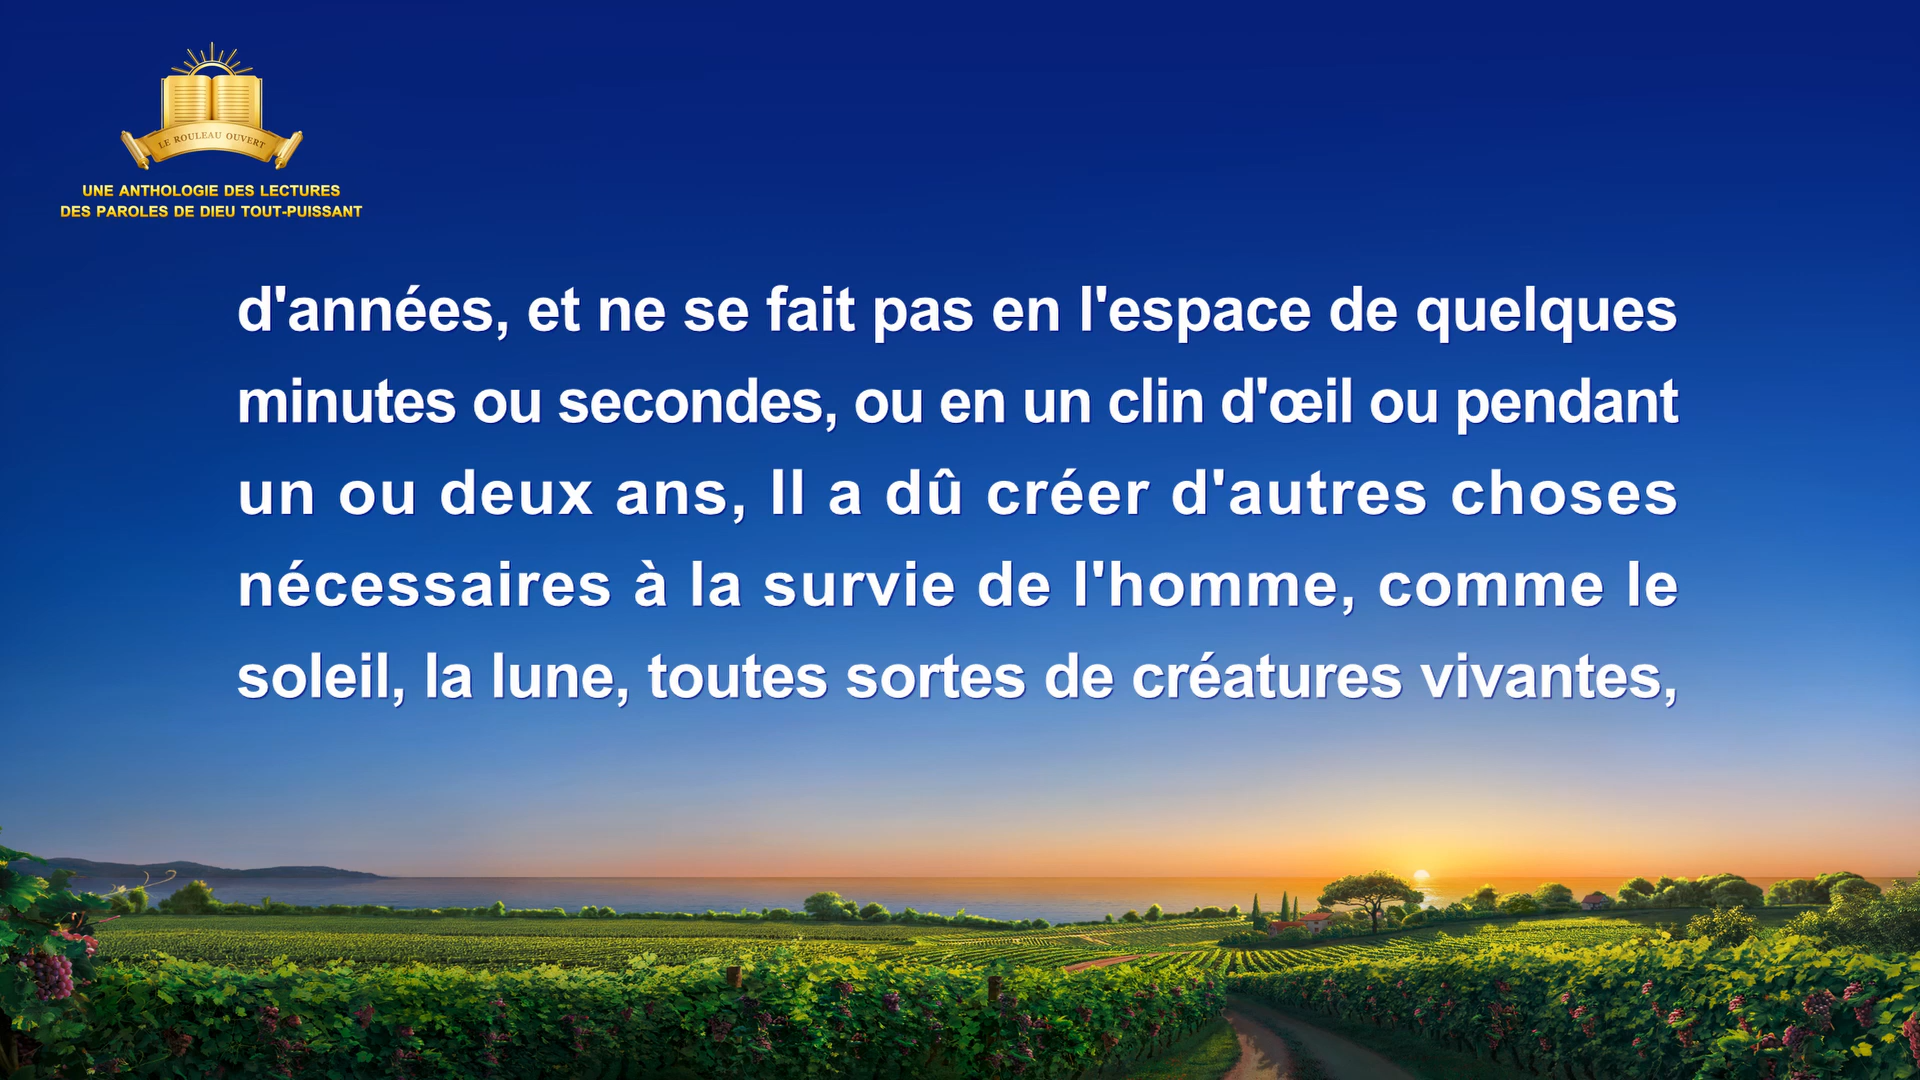 LE ROULEAU OUVERT
UNE ANTHOLOGIE DES LECTURES
DES PAROLES DE DIEU TOUT-PUISSANT
d'années, et ne se fait pas en l'espace de quelques
minutes ou secondes, ou en un clin d'œil ou pendant
un ou deux ans, Il a dû créer d'autres choses
nécessaires à la survie de l'homme, comme le
soleil, la lune, toutes sortes de créatures vivantes,